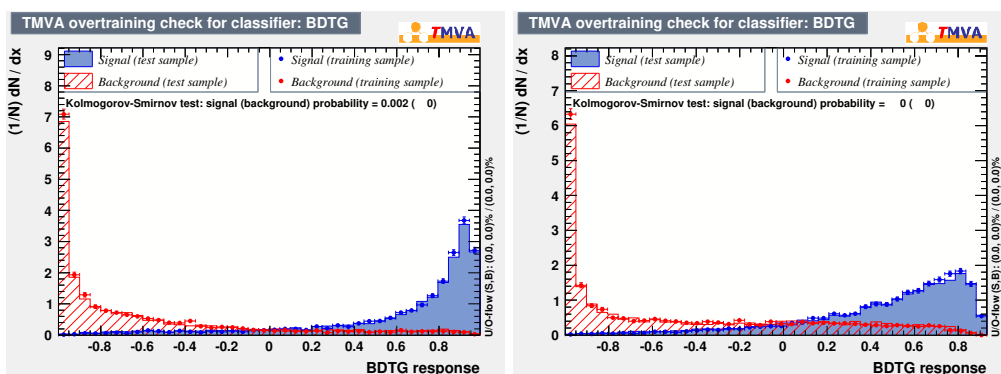 TMVA overtraining check for classifier: BDTG
TMVA
(1/N) dN / dx
Signal (test sample)
Background (test sample)
Signal (training sample)
Background (training sample)
Kolmogorov-Smirnov test: signal (background) probability = 0.002 ( 0)
9
8
7
6
5
4
3
2
1
0
-0.8 -0.6 -0.4 -0.2 0 0.2 0.4 0.6 0.8
BDTG response
U/O-flow (S,B): (0.0, 0.0)% / (0.0, 0.0)%
TMVA overtraining check for classifier: BDTG
TMVA
(1/N) dN / dx
Signal (test sample)
Background (test sample)
Signal (training sample)
Background (training sample)
Kolmogorov-Smirnov test: signal (background) probability = 0 ( 0)
8
7
6
5
4
3
2
1
0
-0.8 -0.6 -0.4 -0.2 0 0.2 0.4 0.6 0.8
BDTG response
U/O-flow (S,B): (0.0, 0.0)% / (0.0, 0.0)%